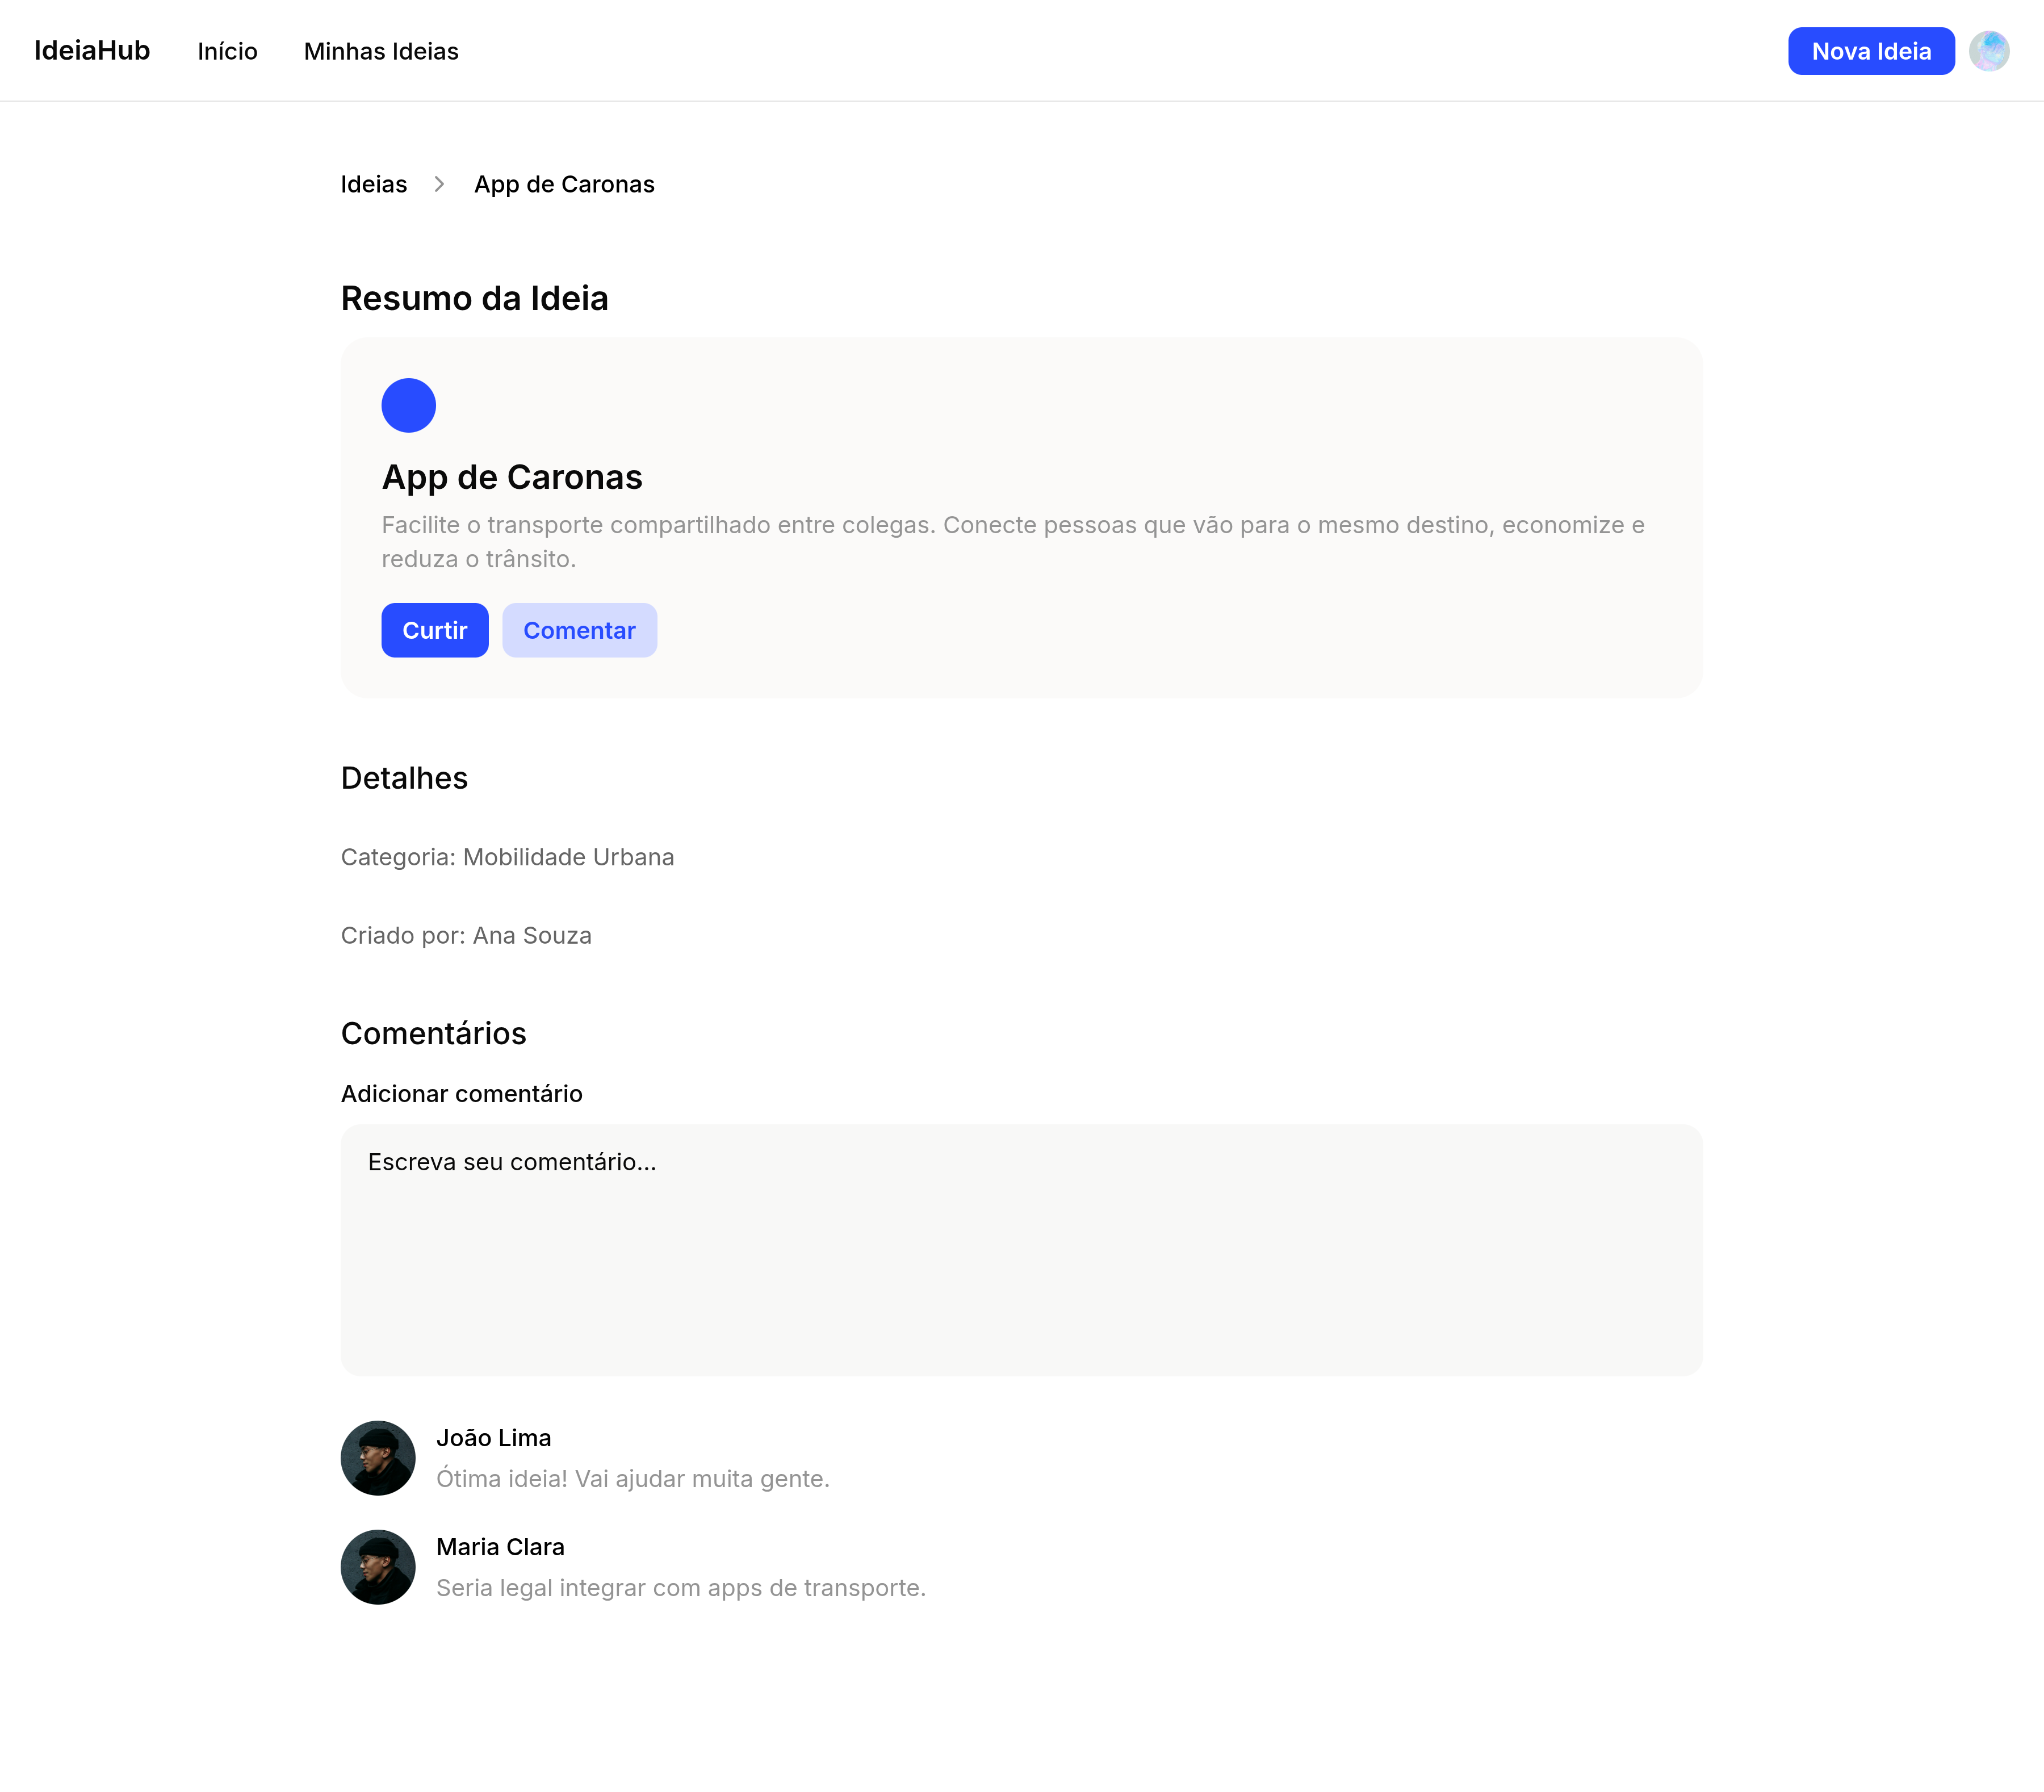 IdeiaHub
Início
Minhas Ideias
Nova Ideia
Ideias
App de Caronas
Resumo da Ideia
App de Caronas
Facilite o transporte compartilhado entre colegas. Conecte pessoas que vão para o mesmo destino, economize e
reduza o trânsito.
Curtir
Comentar
Detalhes
Categoria: Mobilidade Urbana
Criado por: Ana Souza
Comentários
Adicionar comentário
Escreva seu comentário...
João Lima
Ótima ideia! Vai ajudar muita gente.
Maria Clara
Seria legal integrar com apps de transporte.